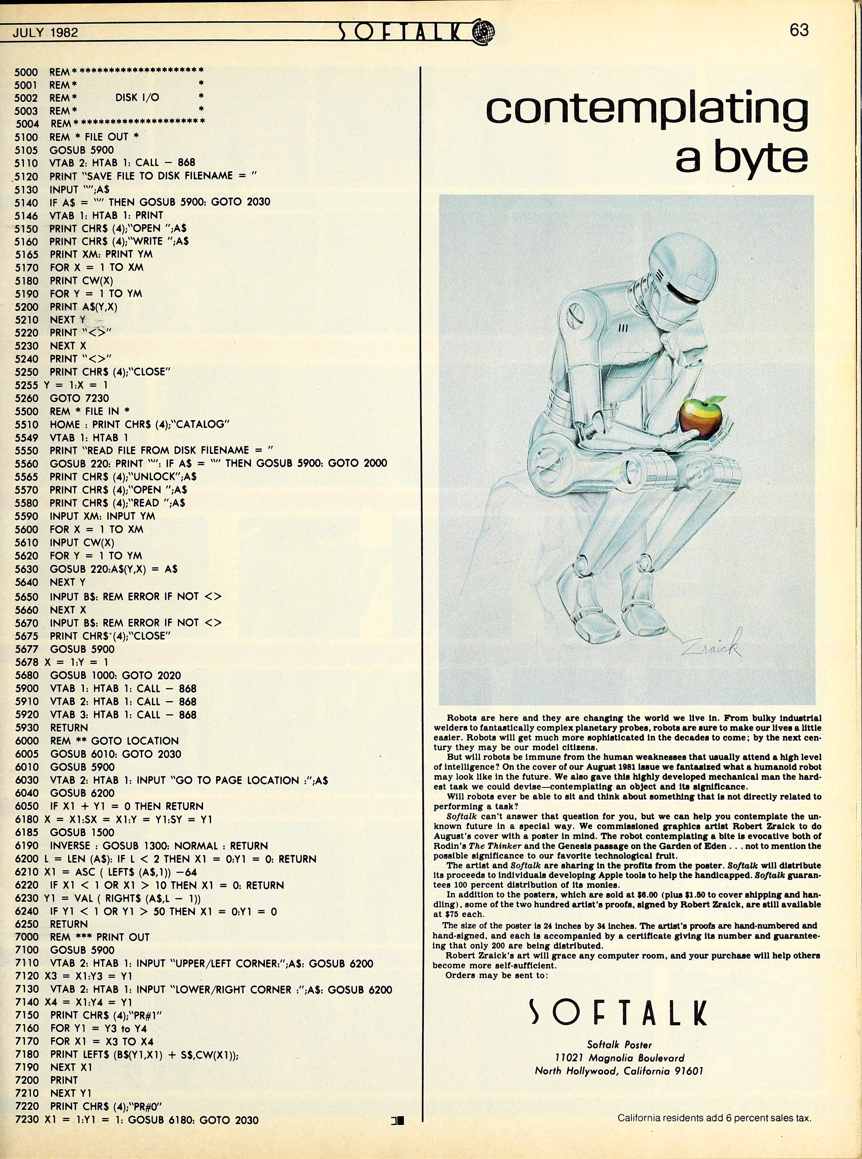 JULY 1982
SOFTALK
63
5000 REM**********************
5001 REM* *
5002 REM* DISK I/O *
5003 REM* *
5004 REM**********************
5100 REM * FILE OUT *
5105 GOSUB 5900
5110 VTAB 2: HTAB 1: CALL − 868
5120 PRINT "SAVE FILE TO DISK FILENAME = "
5130 INPUT "";A$
5140 IF A$ = "" THEN GOSUB 5900: GOTO 2030
5146 VTAB 1: HTAB 1: PRINT
5150 PRINT CHR$ (4);"OPEN ";A$
5160 PRINT CHR$ (4);"WRITE ";A$
5165 PRINT XM: PRINT YM
5170 FOR X = 1 TO XM
5180 PRINT CW(X)
5190 FOR Y = 1 TO YM
5200 PRINT A$(Y,X)
5210 NEXT Y
5220 PRINT "<>"
5230 NEXT X
5240 PRINT "<>"
5250 PRINT CHR$ (4);"CLOSE"
5255 Y = 1:X = 1
5260 GOTO 7230
5500 REM * FILE IN *
5510 HOME : PRINT CHR$ (4);"CATALOG"
5549 VTAB 1: HTAB 1
5550 PRINT "READ FILE FROM DISK FILENAME = "
5560 GOSUB 220: PRINT "": IF A$ = "" THEN GOSUB 5900: GOTO 2000
5565 PRINT CHR$ (4);"UNLOCK";A$
5570 PRINT CHR$ (4);"OPEN ";A$
5580 PRINT CHR$ (4);"READ ";A$
5590 INPUT XM: INPUT YM
5600 FOR X = 1 TO XM
5610 INPUT CW(X)
5620 FOR Y = 1 TO YM
5630 GOSUB 220:A$(Y,X) = A$
5640 NEXT Y
5650 INPUT B$: REM ERROR IF NOT <>
5660 NEXT X
5670 INPUT B$: REM ERROR IF NOT <>
5675 PRINT CHR$ (4);"CLOSE"
5677 GOSUB 5900
5678 X = 1:Y = 1
5680 GOSUB 1000: GOTO 2020
5900 VTAB 1: HTAB 1: CALL − 868
5910 VTAB 2: HTAB 1: CALL − 868
5920 VTAB 3: HTAB 1: CALL − 868
5930 RETURN
6000 REM ** GOTO LOCATION
6005 GOSUB 6010: GOTO 2030
6010 GOSUB 5900
6030 VTAB 2: HTAB 1: INPUT "GO TO PAGE LOCATION :";A$
6040 GOSUB 6200
6050 IF X1 + Y1 = 0 THEN RETURN
6180 X = X1:SX = X1:Y = Y1:SY = Y1
6185 GOSUB 1500
6190 INVERSE : GOSUB 1300: NORMAL : RETURN
6200 L = LEN (A$): IF L < 2 THEN X1 = 0:Y1 = 0: RETURN
6210 X1 = ASC ( LEFT$ (A$,1)) −64
6220 IF X1 < 1 OR X1 > 10 THEN X1 = 0: RETURN
6230 Y1 = VAL ( RIGHT$ (A$,L − 1))
6240 IF Y1 < 1 OR Y1 > 50 THEN X1 = 0:Y1 = 0
6250 RETURN
7000 REM *** PRINT OUT
7100 GOSUB 5900
7110 VTAB 2: HTAB 1: INPUT "UPPER/LEFT CORNER:";A$: GOSUB 6200
7120 X3 = X1:Y3 = Y1
7130 VTAB 2: HTAB 1: INPUT "LOWER/RIGHT CORNER :";A$: GOSUB 6200
7140 X4 = X1:Y4 = Y1
7150 PRINT CHR$ (4);"PR#1"
7160 FOR Y1 = Y3 to Y4
7170 FOR X1 = X3 TO X4
7180 PRINT LEFT$ (B$(Y1,X1) + S$,CW(X1));
7190 NEXT X1
7200 PRINT
7210 NEXT Y1
7220 PRINT CHR$ (4);"PR#0"
7230 X1 = 1:Y1 = 1: GOSUB 6180: GOTO 2030
contemplating
a byte
Zraick
Robots are here and they are changing the world we live in. From bulky industrial
welders to fantastically complex planetary probes, robots are sure to make our lives a little
easier. Robots will get much more sophisticated in the decades to come; by the next cen-
tury they may be our model citizens.
But will robots be immune from the human weaknesses that usually attend a high level
of intelligence? On the cover of our August 1981 issue we fantasized what a humanoid robot
may look like in the future. We also gave this highly developed mechanical man the hard-
est task we could devise—contemplating an object and its significance.
Will robots ever be able to sit and think about something that is not directly related to
performing a task?
Softalk can't answer that question for you, but we can help you contemplate the un-
known future in a special way. We commissioned graphics artist Robert Zraick to do
August's cover with a poster in mind. The robot contemplating a bite is evocative both of
Rodin's The Thinker and the Genesis passage on the Garden of Eden . . . not to mention the
possible significance to our favorite technological fruit.
The artist and Softalk are sharing in the profits from the poster. Softalk will distribute
its proceeds to individuals developing Apple tools to help the handicapped. Softalk guaran-
tees 100 percent distribution of its monies.
In addition to the posters, which are sold at $6.00 (plus $1.50 to cover shipping and han-
dling), some of the two hundred artist's proofs, signed by Robert Zraick, are still available
at $75 each.
The size of the poster is 24 inches by 34 inches. The artist's proofs are hand-numbered and
hand-signed, and each is accompanied by a certificate giving its number and guarantee-
ing that only 200 are being distributed.
Robert Zraick's art will grace any computer room, and your purchase will help others
become more self-sufficient.
Orders may be sent to:
SOFTALK
Softalk Poster
11021 Magnolia Boulevard
North Hollywood, California 91601
California residents add 6 percent sales tax.